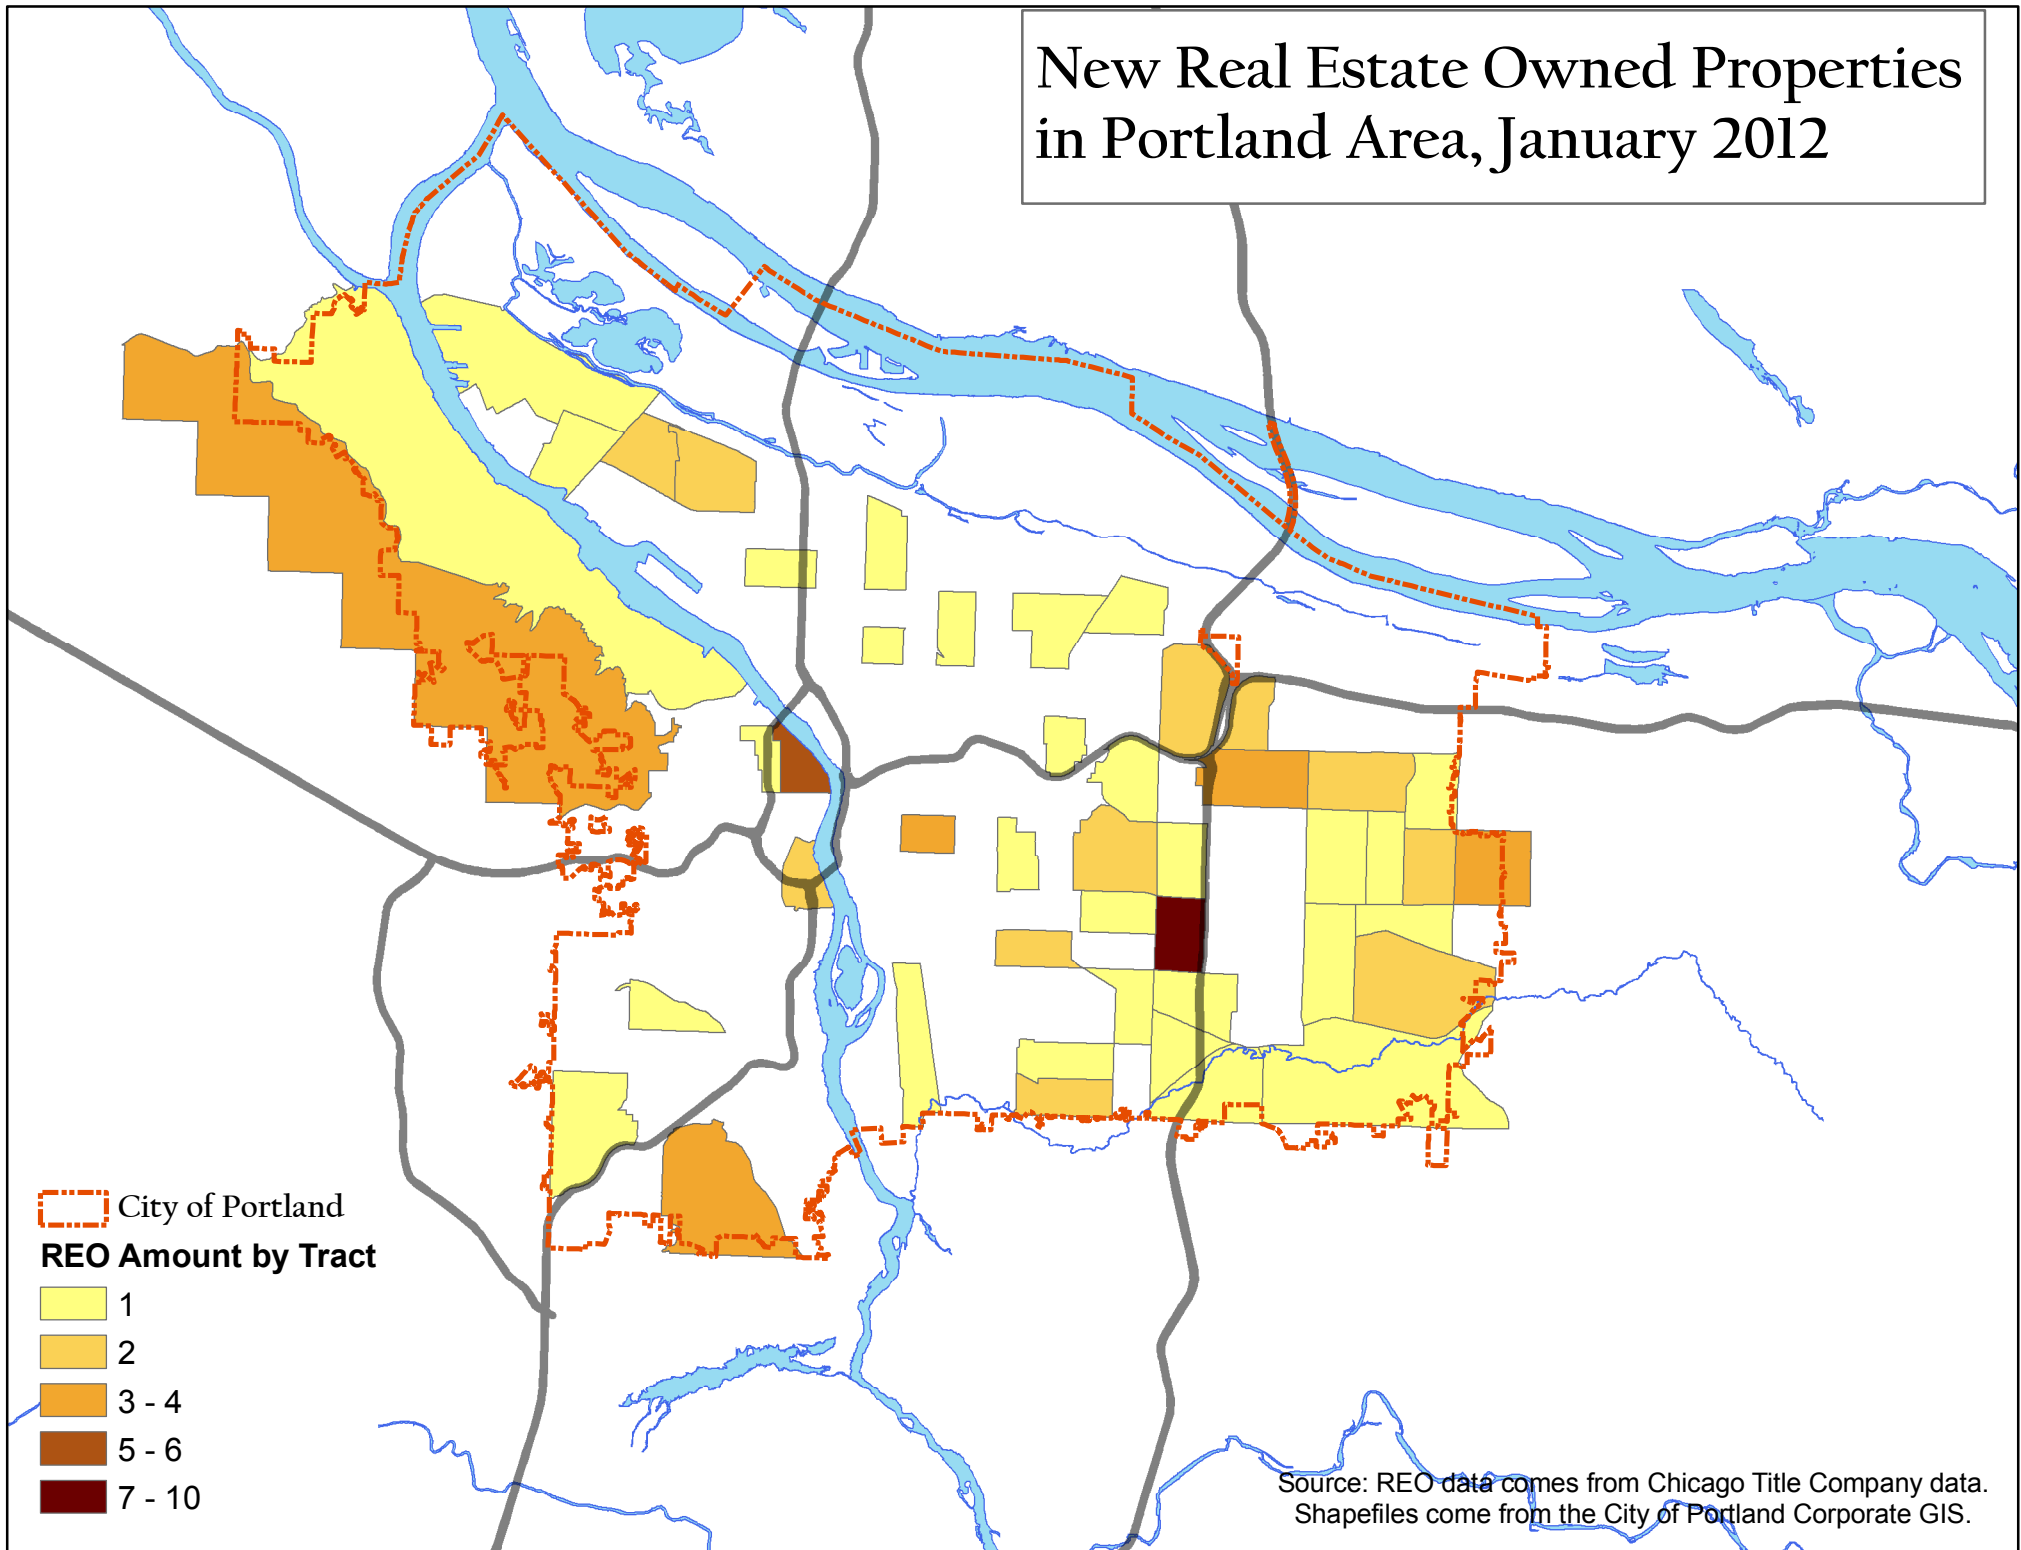 New Real Estate Owned Properties
in Portland Area, January 2012
City of Portland
REO Amount by Tract
1
2
3 - 4
5 - 6
7 - 10
Source: REO data comes from Chicago Title Company data.
Shapefiles come from the City of Portland Corporate GIS.